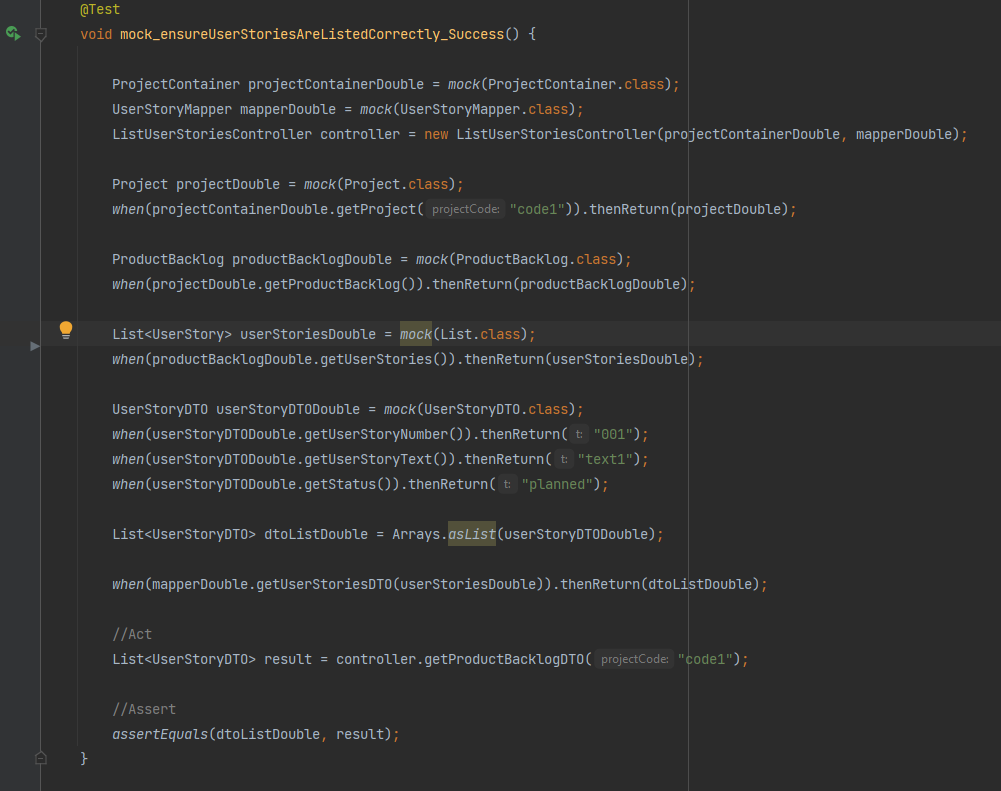 @Test
void mock_ensureUserStoriesAreListedCorrectly_Success() {
ProjectContainer projectContainerDouble = mock(ProjectContainer.class);
UserStoryMapper mapperDouble = mock(UserStoryMapper.class);
ListUserStoriesController controller = new ListUserStoriesController(projectContainerDouble, mapperDouble);
Project projectDouble = mock(Project.class);
when(projectContainerDouble.getProject( projectCode: "code1")).thenReturn(projectDouble);
ProductBacklog productBacklogDouble = mock(ProductBacklog.class);
when(projectDouble.getProductBacklog()).thenReturn(productBacklogDouble);
List<UserStory> userStoriesDouble = mock(List.class);
when(productBacklogDouble.getUserStories()).thenReturn(userStoriesDouble);
UserStoryDTO userStoryDTODouble = mock(UserStoryDTO.class);
when(userStoryDTODouble.getUserStoryNumber()).thenReturn( t: "001");
when(userStoryDTODouble.getUserStoryText()).thenReturn( t: "text1");
when(userStoryDTODouble.getStatus()).thenReturn( t: "planned");
List<UserStoryDTO> dtoListDouble = Arrays.asList(userStoryDTODouble);
when(mapperDouble.getUserStoriesDTO(userStoriesDouble)).thenReturn(dtoListDouble);
//Act
List<UserStoryDTO> result = controller.getProductBacklogDTO( projectCode: "code1");
//Assert
assertEquals(dtoListDouble, result);
}